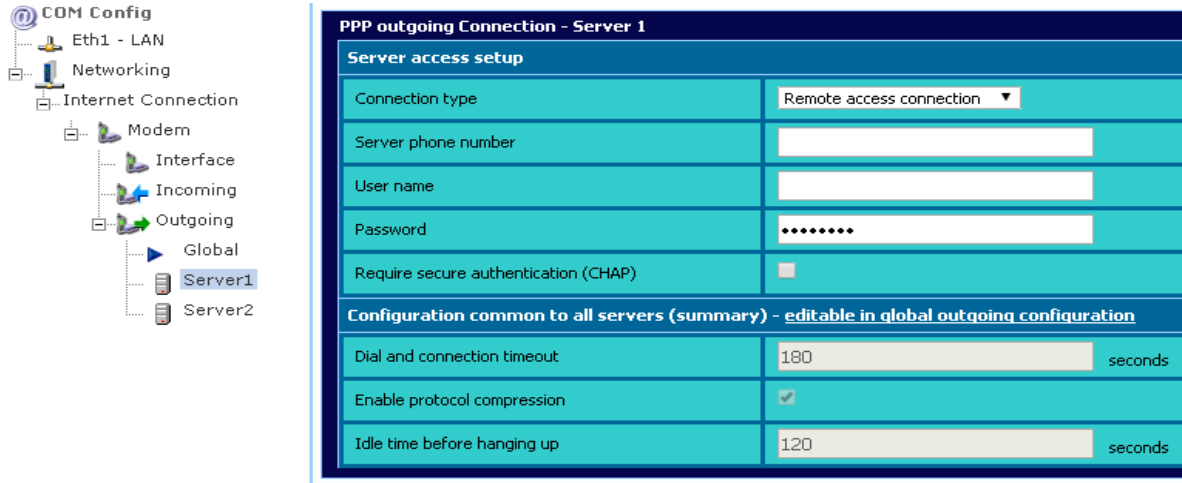 COM Config
Eth1 - LAN
Networking
Internet Connection
Modem
Interface
Incoming
Outgoing
Global
Server1
Server2
PPP outgoing Connection - Server 1
Server access setup
Connection type Remote access connection
Server phone number
User name
Password ••••••••
Require secure authentication (CHAP)
Configuration common to all servers (summary) - editable in global outgoing configuration
Dial and connection timeout 180 seconds
Enable protocol compression
Idle time before hanging up 120 seconds